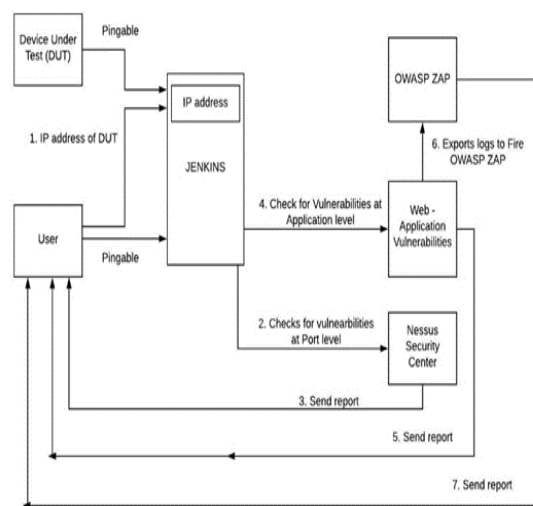 Device Under
Test (DUT)
Pingable
OWASP ZAP
IP address
1. IP address of DUT
JENKINS
6. Exports logs to Fire
OWASP ZAP
4. Check for Vulnerabilities at
Application level
User
Web -
Application
Vulnerabilities
Pingable
2. Checks for vulnearbilities
at Port level
Nessus
Security
Center
3. Send report
5. Send report
7. Send report